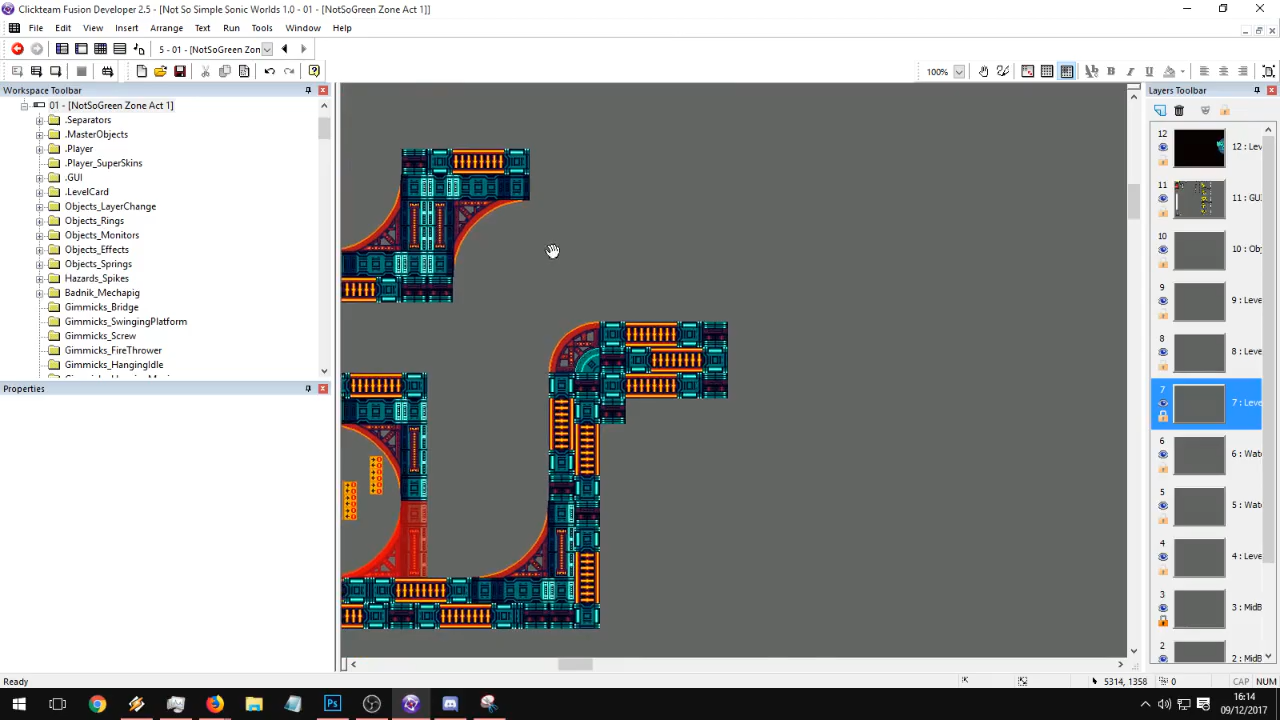 Clickteam Fusion Developer 2.5 - [Not So Simple Sonic Worlds 1.0 - 01 - [NotSoGreen Zone Act 1]]
File Edit View Insert Arrange Text Run Tools Window Help
5 - 01 - [NotSoGreen Zon
100%
Workspace Toolbar
Layers Toolbar
01 - [NotSoGreen Zone Act 1]
.Separators
.MasterObjects
.Player
.Player_SuperSkins
.GUI
.LevelCard
Objects_LayerChange
Objects_Rings
Objects_Monitors
Objects_Effects
Objects_Springs
Hazards_Spikes
Badnik_Mechapig
Gimmicks_Bridge
Gimmicks_SwingingPlatform
Gimmicks_Screw
Gimmicks_FireThrower
Gimmicks_HangingIdle
Properties
12
12 : Lev
11
11 : GU
10
10 : Obj
9
9 : Lev
8
8 : Leve
7
7 : Leve
6
6 : Wat
5
5 : Wat
4
4 : Leve
3
3 : MidB
2
2 : MidB
Ready
5314, 1358
0
CAP
NUM
Ps
16:14
09/12/2017